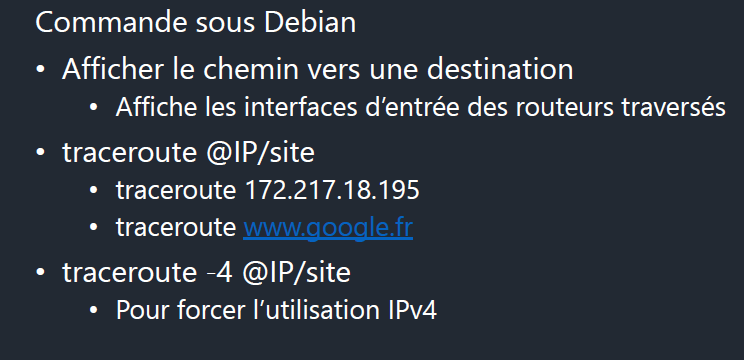 Commande sous Debian
• Afficher le chemin vers une destination
• Affiche les interfaces d’entrée des routeurs traversés
• traceroute @IP/site
• traceroute 172.217.18.195
• traceroute www.google.fr
• traceroute -4 @IP/site
• Pour forcer l’utilisation IPv4